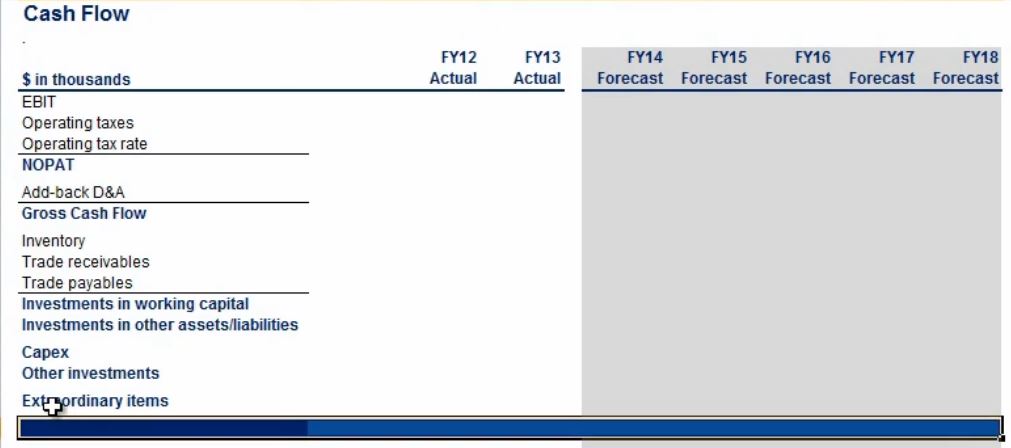 Cash Flow
.
FY12 FY13 FY14 FY15 FY16 FY17 FY18
$ in thousands Actual Actual Forecast Forecast Forecast Forecast Forecast
EBIT
Operating taxes
Operating tax rate
NOPAT
Add-back D&A
Gross Cash Flow
Inventory
Trade receivables
Trade payables
Investments in working capital
Investments in other assets/liabilities
Capex
Other investments
Extraordinary items